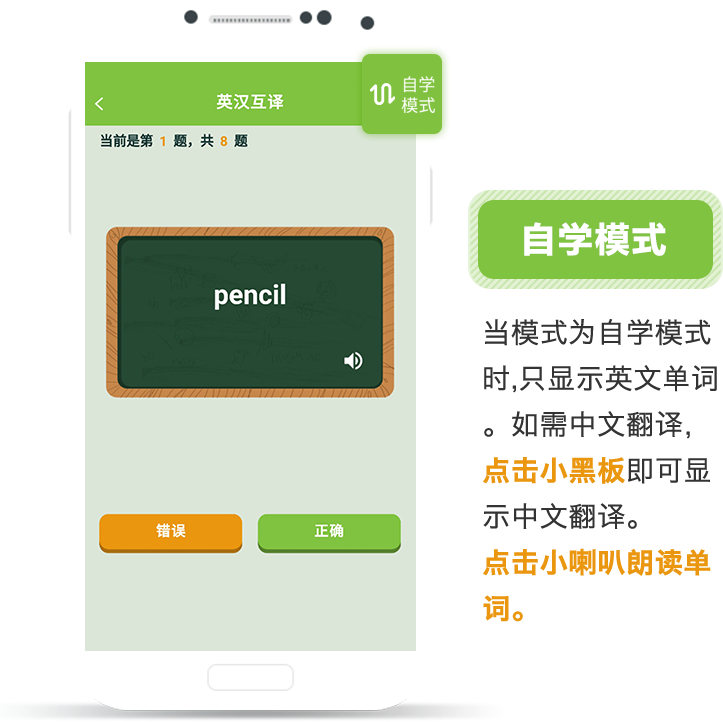 英汉互译
自学
模式
当前是第 1 题，共 8 题
pencil
错误
正确
自学模式
当模式为自学模式
时,只显示英文单词
。如需中文翻译,
点击小黑板即可显
示中文翻译。
点击小喇叭朗读单
词。